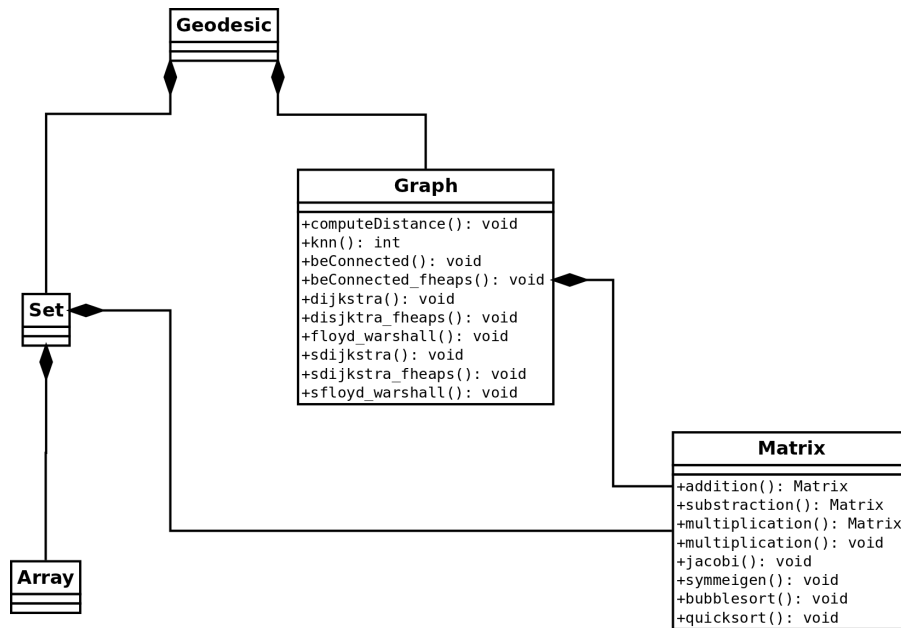 Geodesic
Graph
+computeDistance(): void
+knn(): int
+beConnected(): void
+beConnected_fheaps(): void
+dijkstra(): void
+disjktra_fheaps(): void
+floyd_warshall(): void
+sdijkstra(): void
+sdijkstra_fheaps(): void
+sfloyd_warshall(): void
Set
Matrix
+addition(): Matrix
+substraction(): Matrix
+multiplication(): Matrix
+multiplication(): void
+jacobi(): void
+symmeigen(): void
+bubblesort(): void
+quicksort(): void
Array